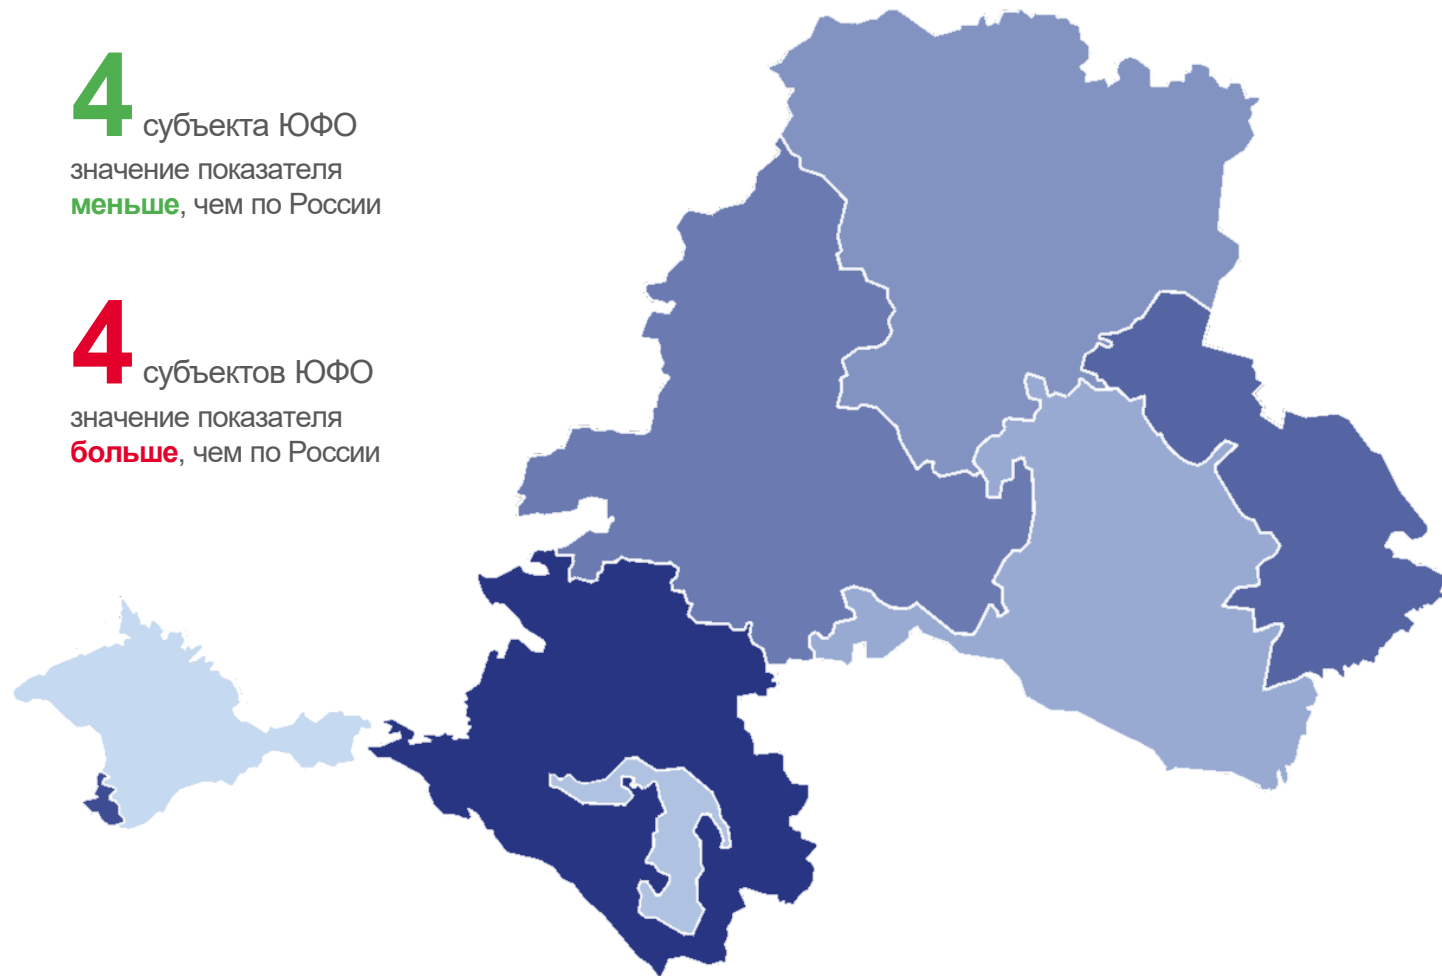 4 субъекта ЮФО
значение показателя
меньше, чем по России
4 субъектов ЮФО
значение показателя
больше, чем по России